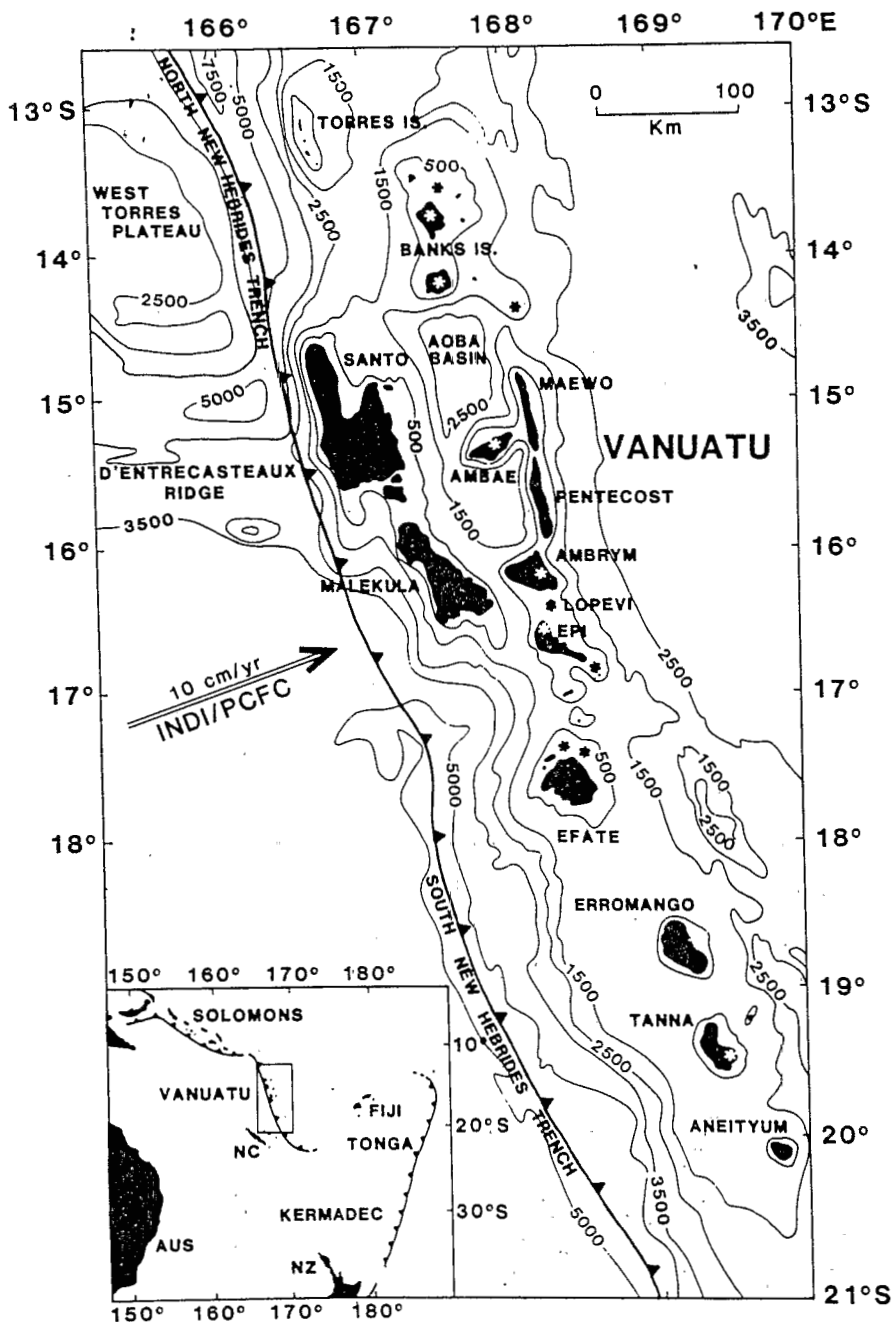 166° 167° 168° 170°E
13°S
13°S
0 100
Km
NORTH NEW HEBRIDES TRENCH
7500
5000
1500
TORRES IS.
500
1500
2500
WEST
TORRES
PLATEAU
14°
14°
BANKS IS.
2500
3500
SANTO
AOBA
BASIN
MAEWO
5000
15°
15°
500
2500
VANUATU
D'ENTRECASTEAUX
RIDGE
AMBAE
PENTECOST
3500
1500
16°
16°
AMBRYM
MALEKULA
LOPEVI
EPI
2500
10 cm/yr
INDI/PCFC
17°
17°
5000
500
1500
1500
2500
EFATE
18°
18°
SOUTH NEW HEBRIDES TRENCH
ERROMANGO
1500
2500
2500
19°
TANNA
20°
ANEITYUM
3500
5000
21°S
150° 160° 170° 180°
SOLOMONS
10°
VANUATU
FIJI
20°S
NC
TONGA
30°S
KERMADEC
AUS
NZ
150° 160° 170° 180°